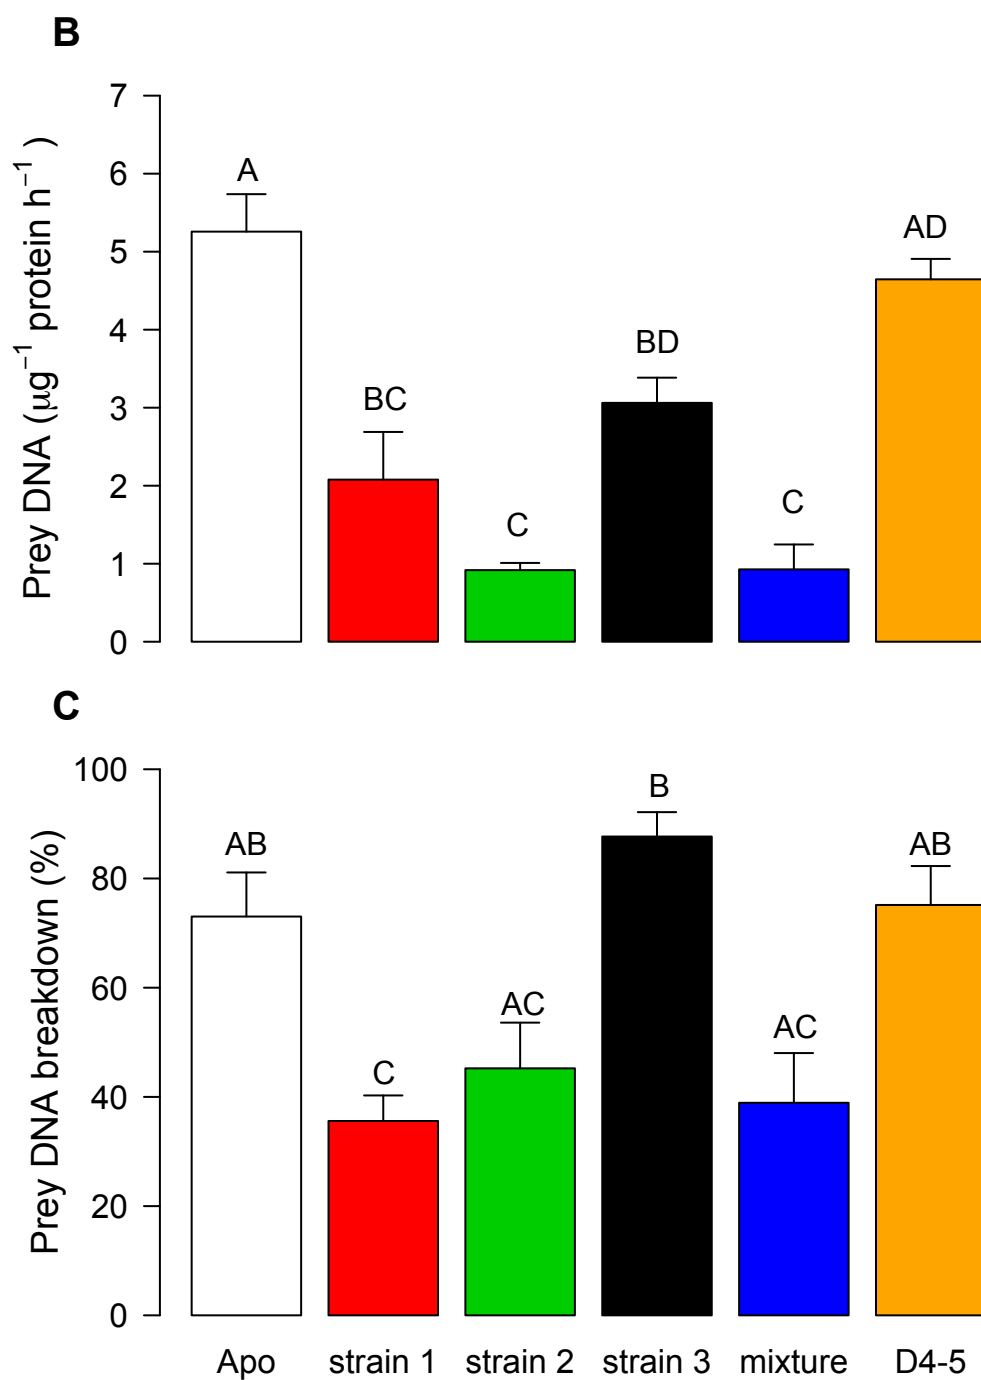 B
Prey DNA (μg⁻¹ protein h⁻¹ )
7
6
5
4
3
2
1
0
A
BC
C
BD
C
AD
C
Prey DNA breakdown (%)
100
80
60
40
20
0
AB
C
AC
B
AC
AB
Apo strain 1 strain 2 strain 3 mixture D4-5